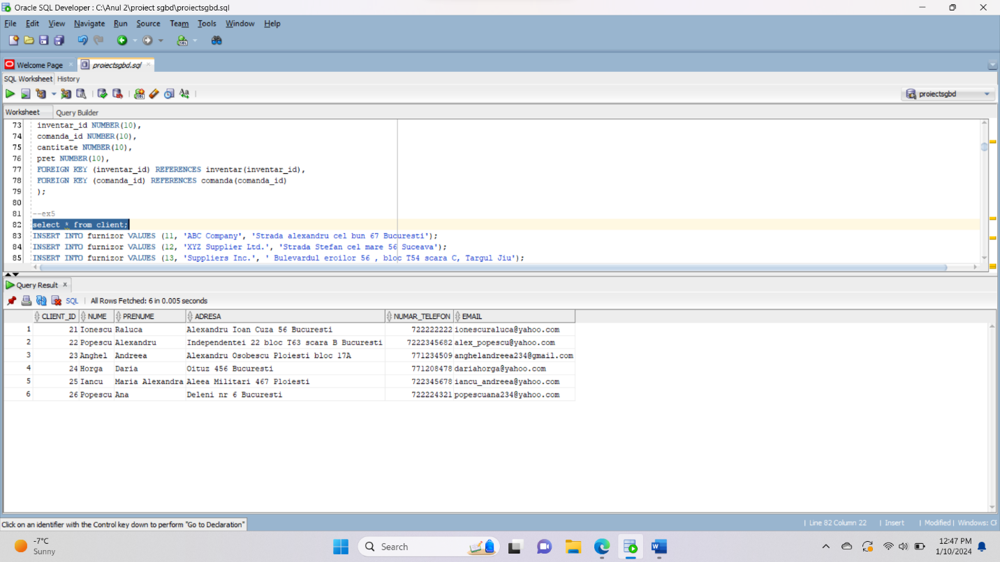 Oracle SQL Developer : C:\Anul 2\proiect sgbd\proiectsgbd.sql
File Edit View Navigate Run Source Team Tools Window Help
Welcome Page proiectsgbd.sql
SQL Worksheet History
proiectsgbd
Worksheet Query Builder
73 inventar_id NUMBER(10),
74 comanda_id NUMBER(10),
75 cantitate NUMBER(10),
76 pret NUMBER(10),
77 FOREIGN KEY (inventar_id) REFERENCES inventar(inventar_id),
78 FOREIGN KEY (comanda_id) REFERENCES comanda(comanda_id)
79 );
80
81 --ex5
82 select * from client;
83 INSERT INTO furnizor VALUES (11, 'ABC Company', 'Strada alexandru cel bun 67 Bucuresti');
84 INSERT INTO furnizor VALUES (12, 'XYZ Supplier Ltd.', 'Strada Stefan cel mare 56 Suceava');
85 INSERT INTO furnizor VALUES (13, 'Suppliers Inc.', ' Bulevardul eroilor 56 , bloc T54 scara C, Targul Jiu');
Query Result
SQL All Rows Fetched: 6 in 0.005 seconds
CLIENT_ID NUME PRENUME ADRESA NUMAR_TELEFON EMAIL
1 21 Ionescu Raluca Alexandru Ioan Cuza 56 Bucuresti 722222222 ionescuraluca@yahoo.com
2 22 Popescu Alexandru Independentei 22 bloc T63 scara B Bucuresti 7222345682 alex_popescu@yahoo.com
3 23 Anghel Andreea Alexandru Osobescu Ploiesti bloc 17A 771234509 anghelandreea234@gmail.com
4 24 Horga Daria Oituz 456 Bucuresti 771208478 dariahorga@yahoo.com
5 25 Iancu Maria Alexandra Aleea Militari 467 Ploiesti 722345678 iancu_andreea@yahoo.com
6 26 Popescu Ana Deleni nr 6 Bucuresti 722224321 popescuana234@yahoo.com
Click on an identifier with the Control key down to perform "Go to Declaration"
Line 82 Column 22 | Insert | Modified | Windows: CR
-7°C
Sunny
Search
12:47 PM
1/10/2024